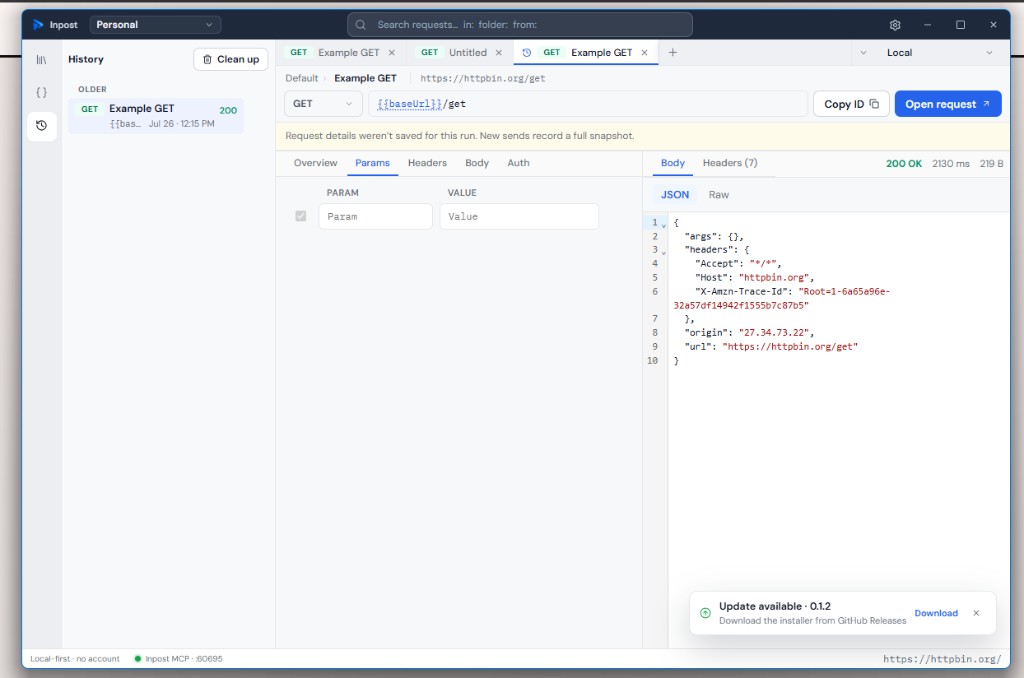 Inpost
Personal
Search requests... in: folder: from:
History
Clean up
OLDER
GET Example GET 200
{{bas... Jul 26 · 12:15 PM
GET Example GET
GET Untitled
GET Example GET
Local
Default › Example GET https://httpbin.org/get
GET
{{baseUrl}}/get
Copy ID
Open request
Request details weren't saved for this run. New sends record a full snapshot.
Overview Params Headers Body Auth
PARAM VALUE
Param Value
Body Headers (7) 200 OK 2130 ms 219 B
JSON Raw
1 {
2 "args": {},
3 "headers": {
4 "Accept": "*/*",
5 "Host": "httpbin.org",
6 "X-Amzn-Trace-Id": "Root=1-6a65a96e-
32a57df14942f1555b7c87b5"
7 },
8 "origin": "27.34.73.22",
9 "url": "https://httpbin.org/get"
10 }
Update available · 0.1.2
Download the installer from GitHub Releases
Download
Local-first · no account
Inpost MCP · :60695
https://httpbin.org/